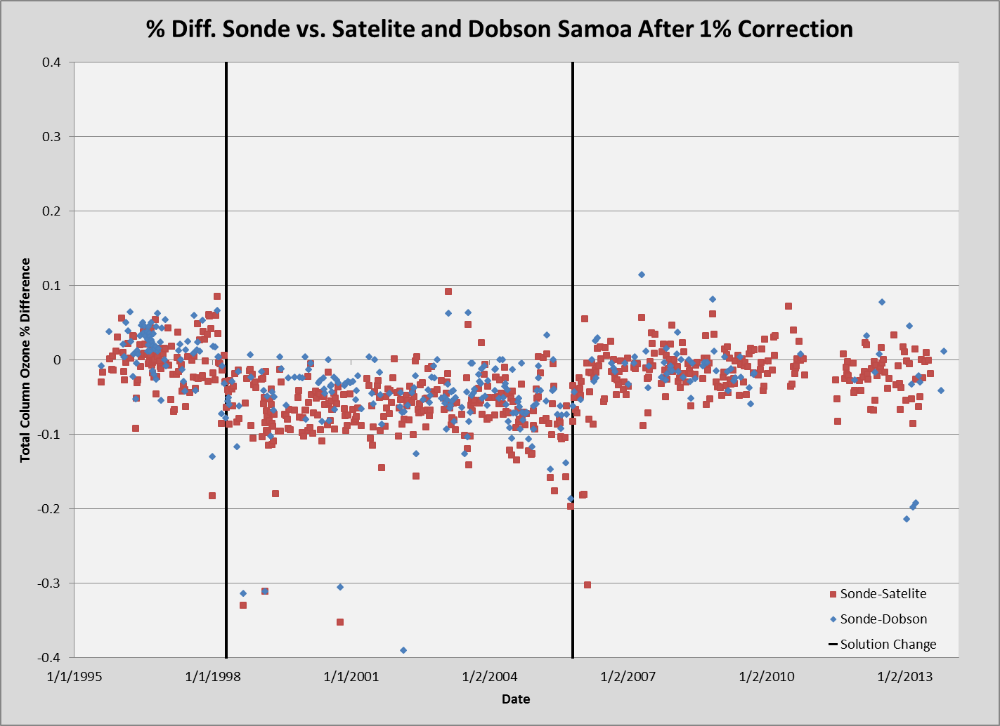 % Diff. Sonde vs. Satelite and Dobson Samoa After 1% Correction
Total Column Ozone % Difference
0.4
0.3
0.2
0.1
0
-0.1
-0.2
-0.3
-0.4
Sonde-Satelite
Sonde-Dobson
Solution Change
1/1/1995
1/1/1998
1/1/2001
1/2/2004
1/2/2007
1/2/2010
1/2/2013
Date